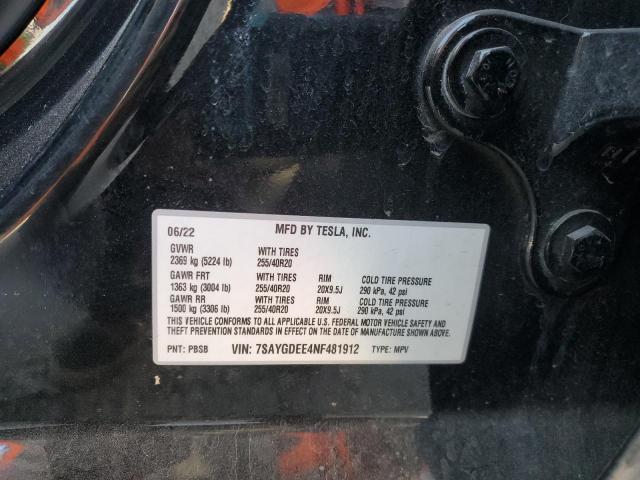 06/22 MFD BY TESLA, INC.
GVWR WITH TIRES
2369 kg (5224 lb) 255/40R20
GAWR FRT WITH TIRES RIM COLD TIRE PRESSURE
1363 kg (3004 lb) 255/40R20 20X9.5J 290 kPa, 42 psi
GAWR RR WITH TIRES RIM COLD TIRE PRESSURE
1500 kg (3306 lb) 255/40R20 20X9.5J 290 kPa, 42 psi
THIS VEHICLE CONFORMS TO ALL APPLICABLE U.S. FEDERAL MOTOR VEHICLE SAFETY AND
THEFT PREVENTION STANDARDS IN EFFECT ON THE DATE OF MANUFACTURE SHOWN ABOVE.
PNT: PBSB VIN: 7SAYGDEE4NF481912 TYPE: MPV